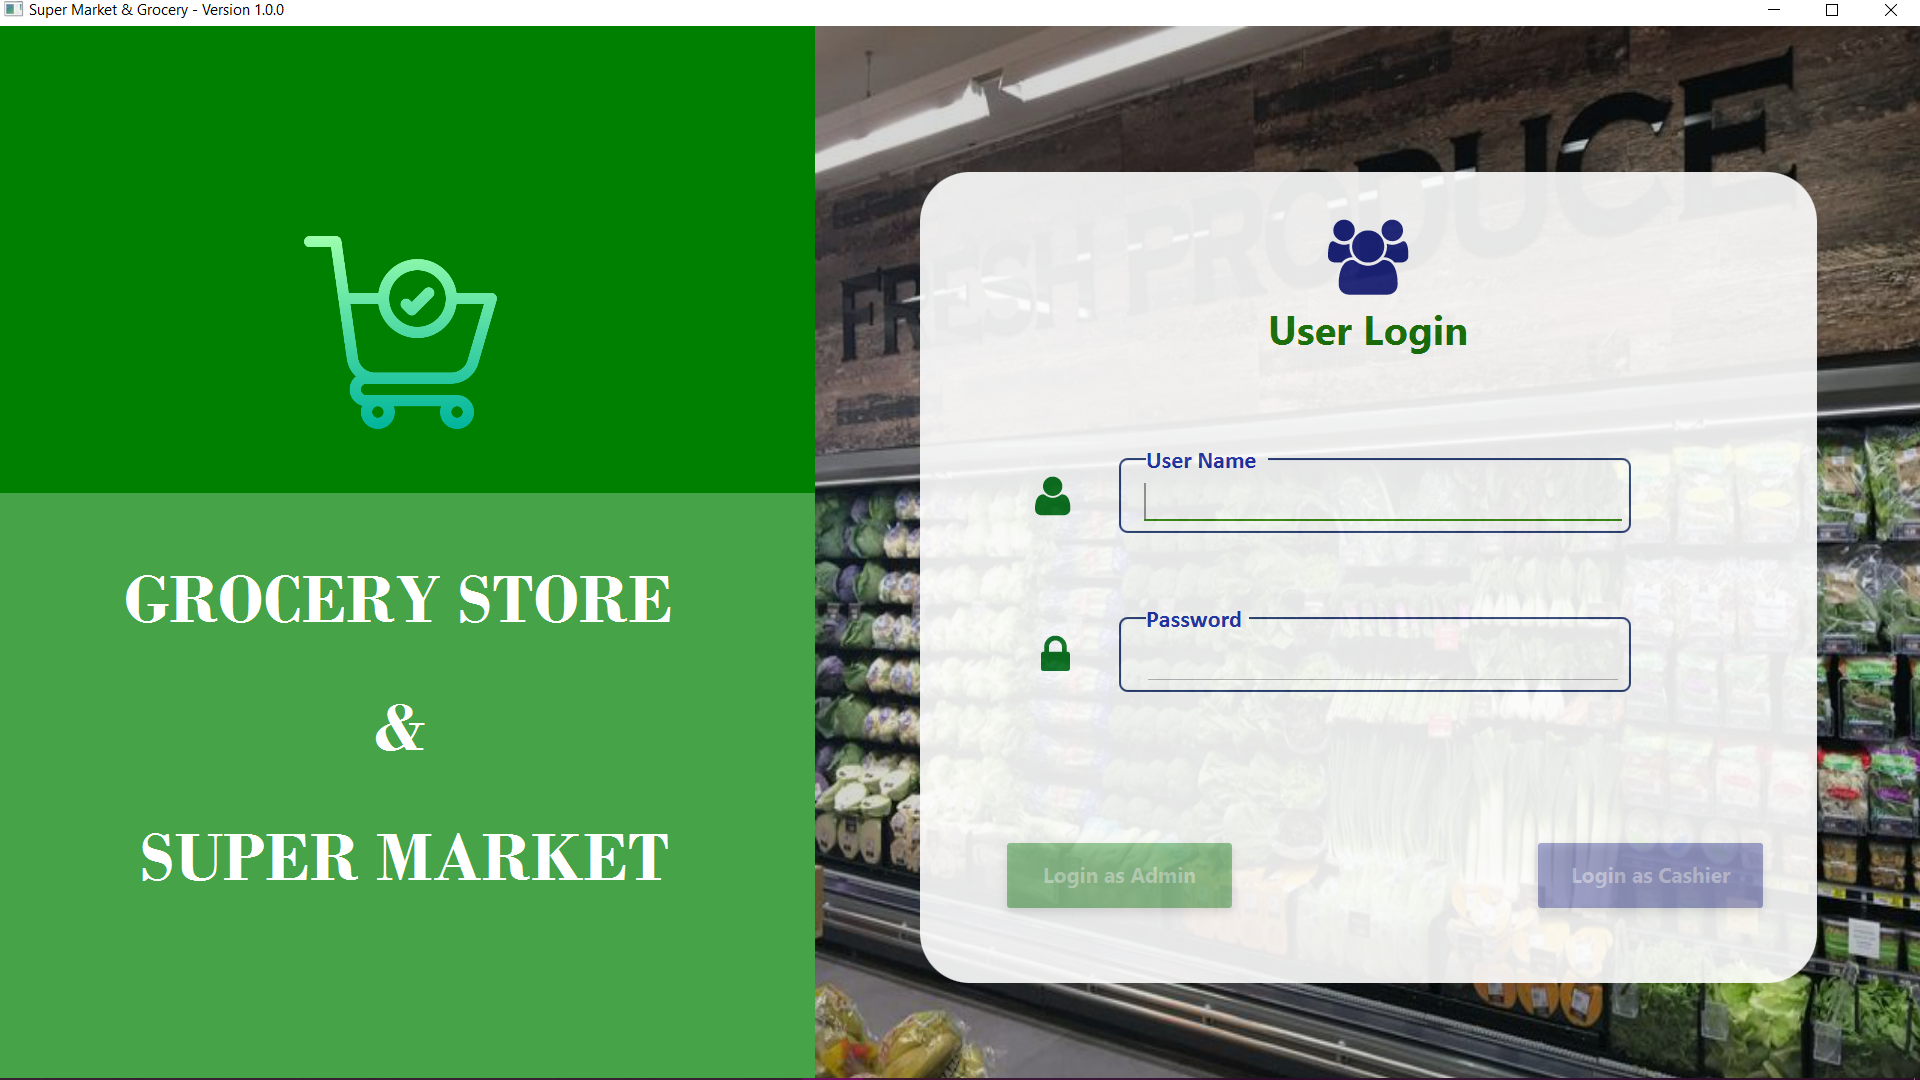 Super Market & Grocery - Version 1.0.0
FRESH PRODUCE
GROCERY STORE
&
SUPER MARKET
User Login
User Name
Password
Login as Admin
Login as Cashier